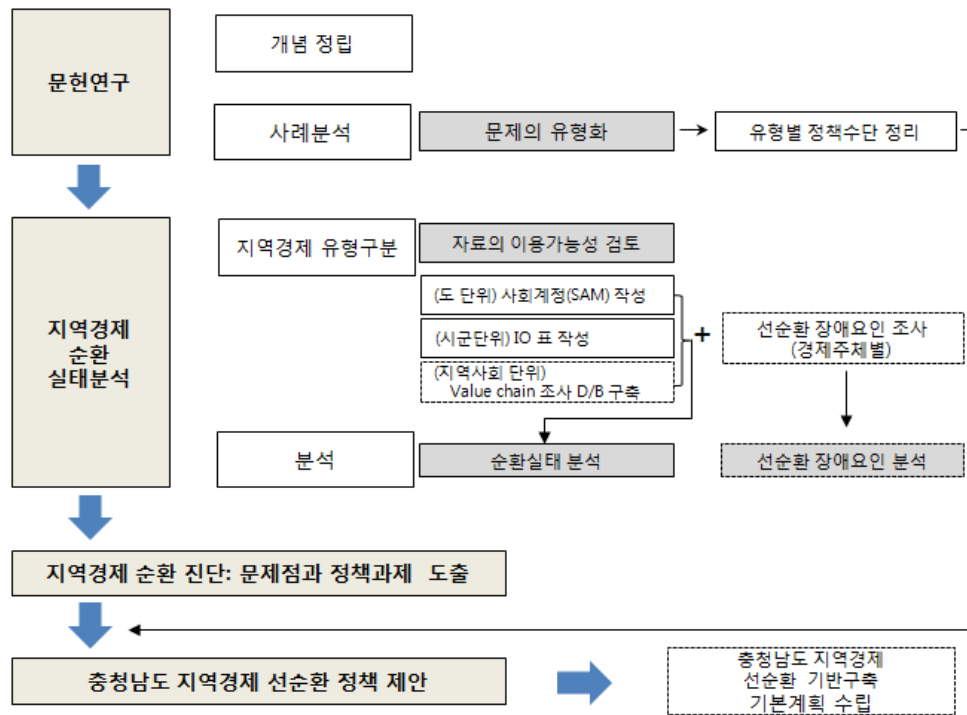 개념 정립
문헌연구
사례분석
문제의 유형화
유형별 정책수단 정리
지역경제 유형구분
자료의 이용가능성 검토
(도 단위) 사회계정(SAM) 작성
(시군단위) IO 표 작성
(지역사회 단위)
Value chain 조사 D/B 구축
+
선순환 장애요인 조사
(경제주체별)
지역경제
순환
실태분석
분석
순환실태 분석
선순환 장애요인 분석
지역경제 순환 진단: 문제점과 정책과제 도출
충청남도 지역경제 선순환 정책 제안
충청남도 지역경제
선순환 기반구축
기본계획 수립